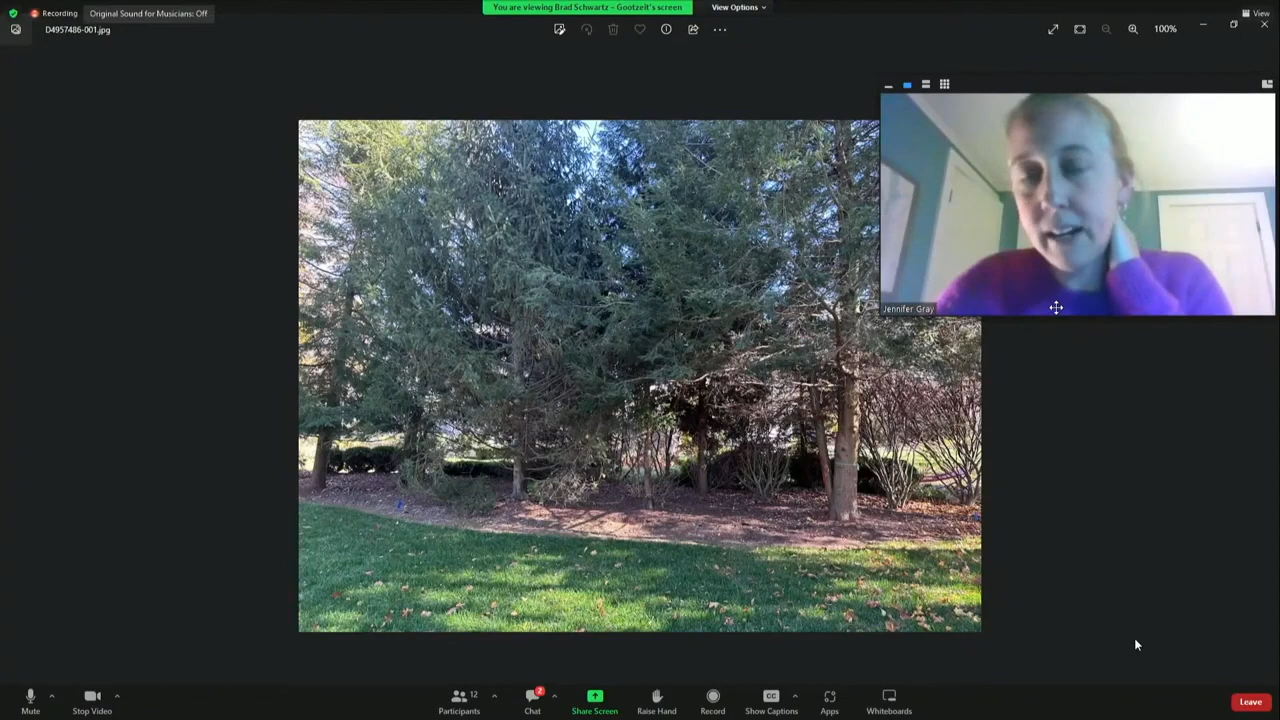 Recording
Original Sound for Musicians: Off
You are viewing Brad Schwartz - Gootzeit's screen
View Options
View
D4957486-001.jpg
100%
Jennifer Gray
Mute
Stop Video
Participants
12
Chat
2
Share Screen
Raise Hand
Record
CC
Show Captions
Apps
Whiteboards
Leave